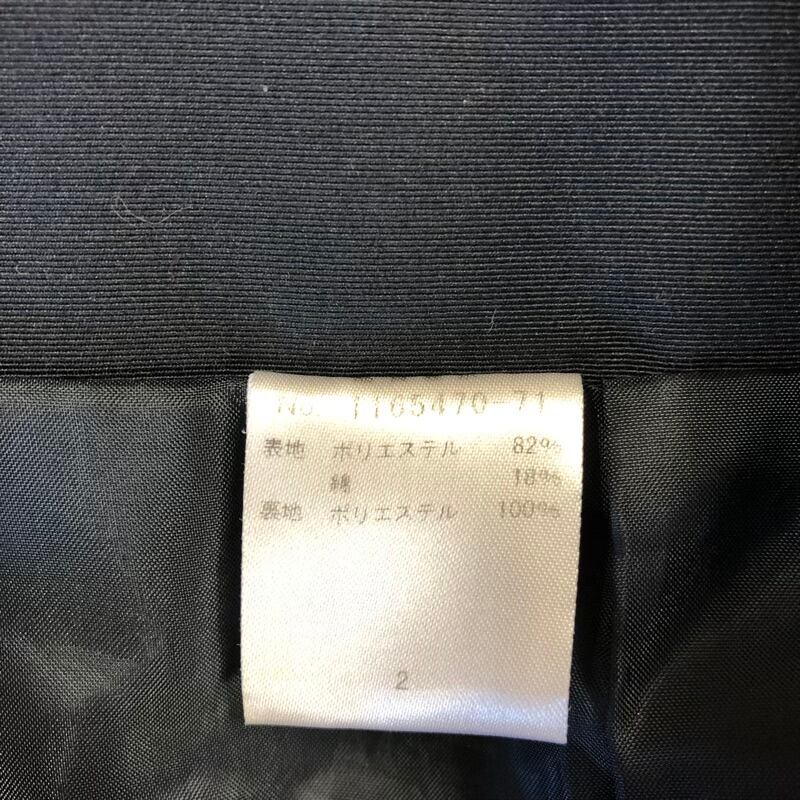 No. 1165470-71
表地 ポリエステル 82%
綿 18%
裏地 ポリエステル 100%
2